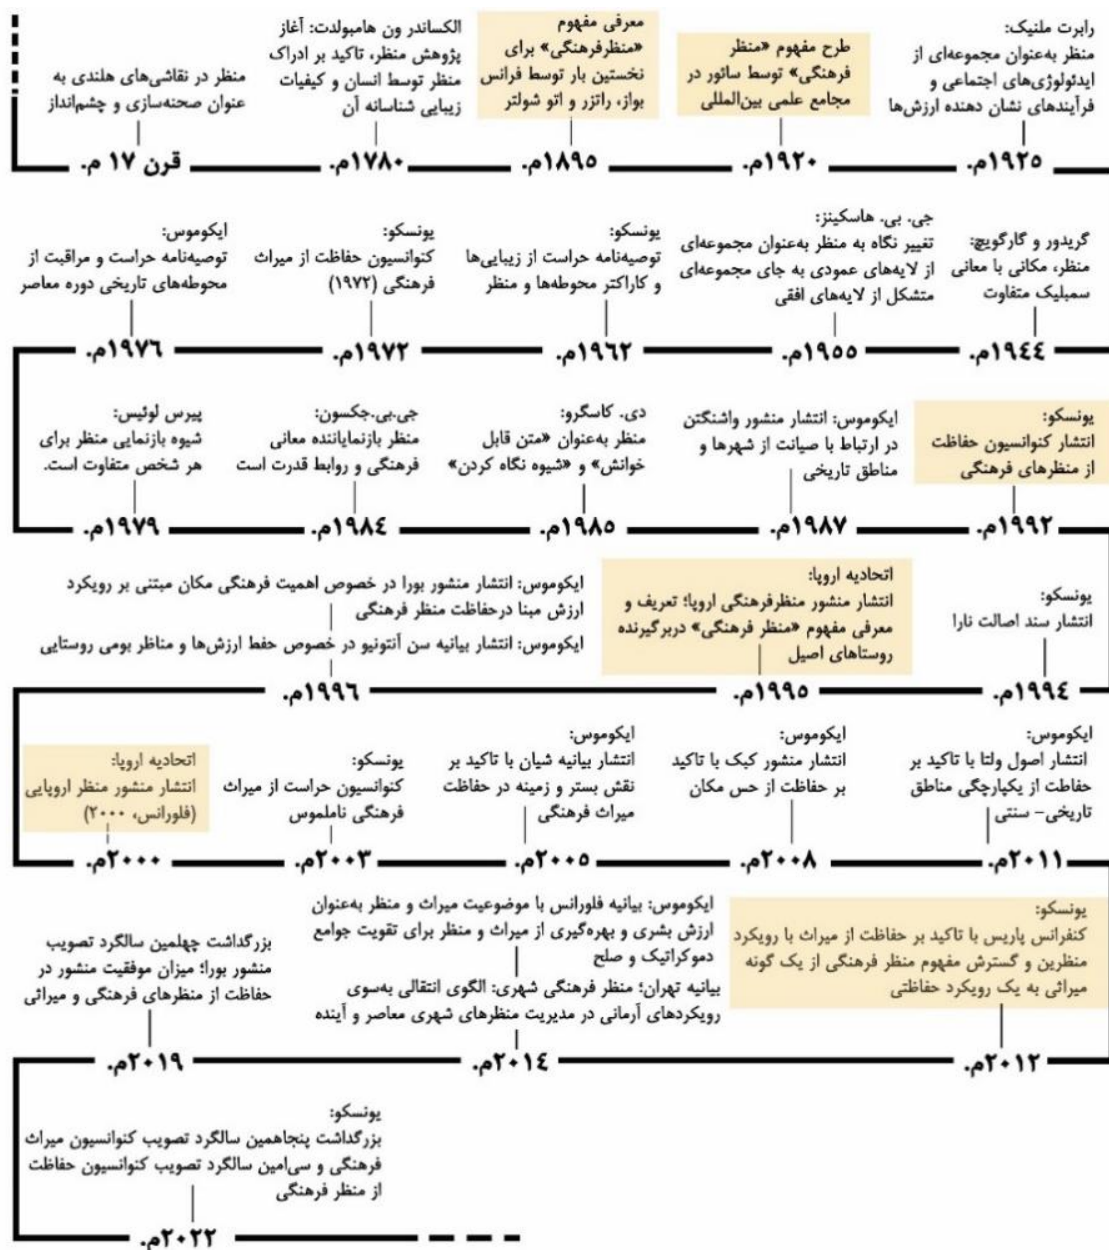 رابرت ملنیک:
منظر به‌عنوان مجموعه‌ای از
ایدئولوژی‌های اجتماعی و
فرآیندهای نشان دهنده ارزش‌ها
۱۹۲۵م.
طرح مفهوم «منظر
فرهنگی» توسط سائور در
مجامع علمی بین‌المللی
۱۹۲۰م.
معرفی مفهوم
«منظرفرهنگی» برای
نخستین بار توسط فرانس
بواز، راتزر و اتو شولتر
۱۸۹۵م.
الکساندر ون هامبولدت: آغاز
پژوهش منظر، تاکید بر ادراک
منظر توسط انسان و کیفیات
زیبایی شناسانه آن
۱۷۸۰م.
منظر در نقاشی‌های هلندی به
عنوان صحنه‌سازی و چشم‌انداز
قرن ۱۷ م.
گریدور و گارگویچ:
منظر، مکانی با معانی
سمبلیک متفاوت
۱۹٤٤م.
جی. بی. هاسکینز:
تغییر نگاه به منظر به‌عنوان مجموعه‌ای
از لایه‌های عمودی به جای مجموعه‌ای
متشکل از لایه‌های افقی
۱۹۵۵م.
یونسکو:
توصیه‌نامه حراست از زیبایی‌ها
و کاراکتر محوطه‌ها و منظر
۱۹٦۲م.
یونسکو:
کنوانسیون حفاظت از میراث
فرهنگی (۱۹۷۲)
۱۹۷۲م.
ایکوموس:
توصیه‌نامه حراست و مراقبت از
محوطه‌های تاریخی دوره معاصر
۱۹۷٦م.
یونسکو:
انتشار کنوانسیون حفاظت
از منظرهای فرهنگی
۱۹۹۲م.
ایکوموس: انتشار منشور واشنگتن
در ارتباط با صیانت از شهرها و
مناطق تاریخی
۱۹۸۷م.
دی. کاسگرو:
منظر به‌عنوان «متن قابل
خوانش» و «شیوه نگاه کردن»
۱۹۸۵م.
جی.بی.جکسون:
منظر بازنمایاننده معانی
فرهنگی و روابط قدرت است
۱۹۸٤م.
پیرس لوئیس:
شیوه بازنمایی منظر برای
هر شخص متفاوت است.
۱۹۷۹م.
یونسکو:
انتشار سند اصالت نارا
۱۹۹٤م.
اتحادیه اروپا:
انتشار منشور منظرفرهنگی اروپا؛ تعریف و
معرفی مفهوم «منظر فرهنگی» دربرگیرنده
روستاهای اصیل
۱۹۹۵م.
ایکوموس: انتشار منشور بورا در خصوص اهمیت فرهنگی مکان مبتنی بر رویکرد
ارزش مبنا درحفاظت منظر فرهنگی
ایکوموس: انتشار بیانیه سن آنتونیو در خصوص حفظ ارزش‌ها و مناظر بومی روستایی
۱۹۹٦م.
ایکوموس:
انتشار اصول ولتا با تاکید بر
حفاطت از یکپارچگی مناطق
تاریخی- سنتی
۲۰۱۱م.
ایکوموس:
انتشار منشور کبک با تاکید
بر حفاظت از حس مکان
۲۰۰۸م.
ایکوموس:
انتشار بیانیه شیان با تاکید بر
نقش بستر و زمینه در حفاظت
میراث فرهنگی
۲۰۰۵م.
یونسکو:
کنوانسیون حراست از میراث
فرهنگی ناملموس
۲۰۰۳م.
اتحادیه اروپا:
انتشار منشور منظر اروپایی
(فلورانس، ۲۰۰۰)
۲۰۰۰م.
یونسکو:
کنفرانس پاریس با تاکید بر حفاظت از میراث با رویکرد
منظرین و گسترش مفهوم منظر فرهنگی از یک گونه
میراثی به یک رویکرد حفاظتی
۲۰۱۲م.
ایکوموس: بیانیه فلورانس با موضوعیت میراث و منظر به‌عنوان
ارزش بشری و بهره‌گیری از میراث و منظر برای تقویت جوامع
دموکراتیک و صلح
بیانیه تهران؛ منظر فرهنگی شهری: الگوی انتقالی به‌سوی
رویکردهای آرمانی در مدیریت منظرهای شهری معاصر و آینده
۲۰۱٤م.
بزرگداشت چهلمین سالگرد تصویب
منشور بورا؛ میزان موفقیت منشور در
حفاظت از منظرهای فرهنگی و میراثی
۲۰۱۹م.
یونسکو:
بزرگداشت پنجاهمین سالگرد تصویب کنوانسیون میراث
فرهنگی و سی‌امین سالگرد تصویب کنوانسیون حفاظت
از منظر فرهنگی
۲۰۲۲م.